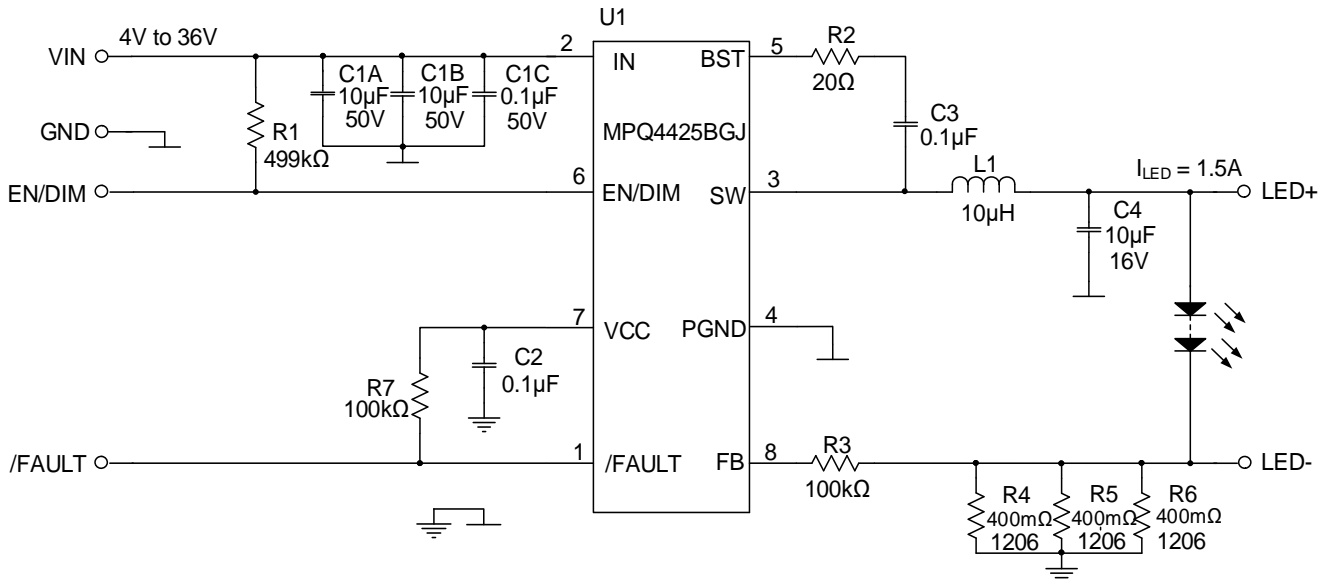 U1
VIN
4V to 36V
2
IN
BST
5
R2
20Ω
C1A
10µF
50V
C1B
10µF
50V
C1C
0.1µF
50V
GND
R1
499kΩ
MPQ4425BGJ
C3
0.1µF
EN/DIM
6
EN/DIM
SW
3
L1
10µH
ILED = 1.5A
LED+
C4
10µF
16V
7
VCC
PGND
4
C2
0.1µF
R7
100kΩ
/FAULT
1
/FAULT
FB
8
R3
100kΩ
LED-
R4
400mΩ
1206
R5
400mΩ
1206
R6
400mΩ
1206